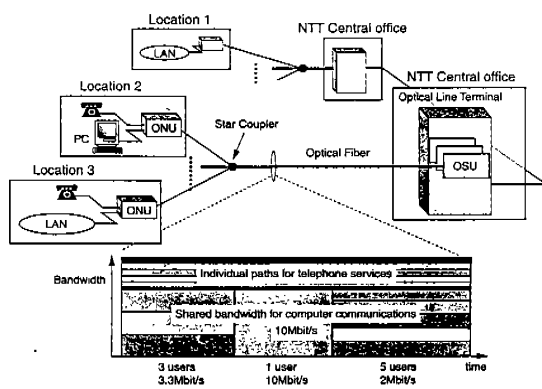 Location 1
LAN
NTT Central office
NTT Central office
Optical Line Terminal
OSU
Location 2
PC
ONU
Star Coupler
Optical Fiber
Location 3
LAN
ONU
Bandwidth
Individual paths for telephone services
Shared bandwidth for computer communications
10Mbit/s
3 users
3.3Mbit/s
1 user
10Mbit/s
5 users
2Mbit/s
time